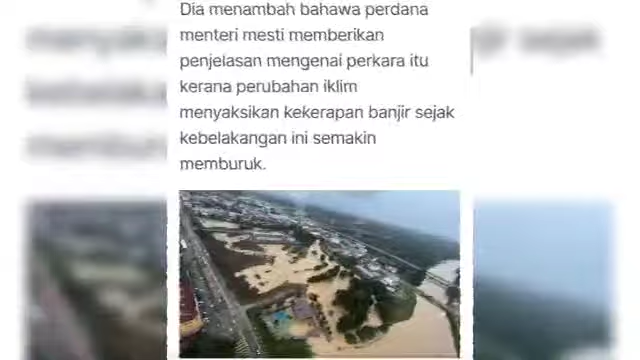 Dia menambah bahawa perdana
menteri mesti memberikan
penjelasan mengenai perkara itu
kerana perubahan iklim
menyaksikan kekerapan banjir sejak
kebelakangan ini semakin
memburuk.